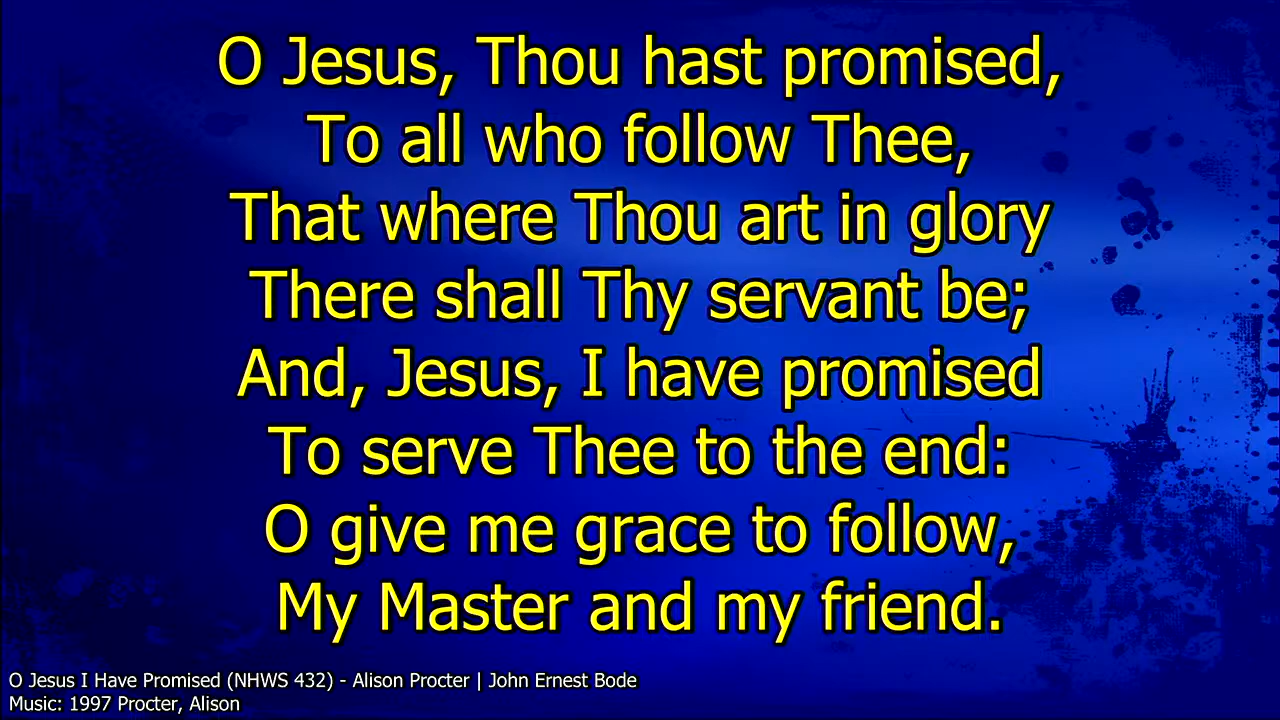 O Jesus, Thou hast promised,
To all who follow Thee,
That where Thou art in glory
There shall Thy servant be;
And, Jesus, I have promised
To serve Thee to the end:
O give me grace to follow,
My Master and my friend.
O Jesus I Have Promised (NHWS 432) - Alison Procter | John Ernest Bode
Music: 1997 Procter, Alison